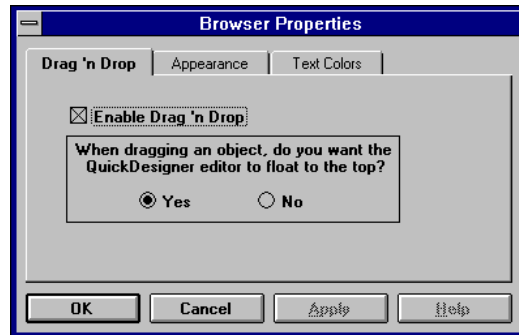 Browser Properties
Drag 'n Drop Appearance Text Colors
Enable Drag 'n Drop
When dragging an object, do you want the
QuickDesigner editor to float to the top?
Yes No
OK Cancel Apply Help